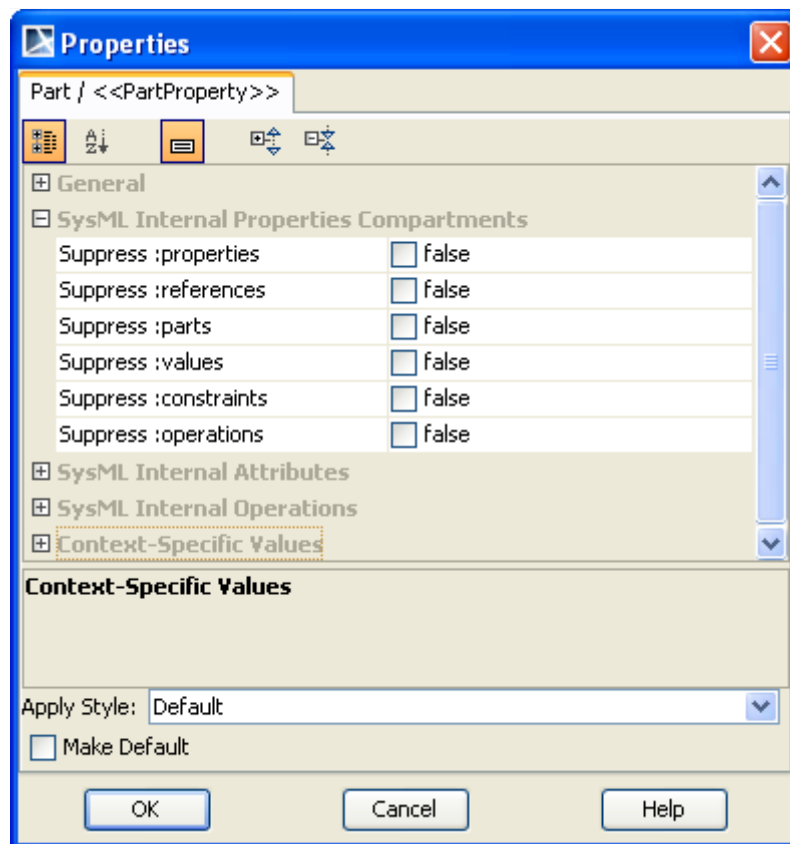 Properties
Part / <<PartProperty>>
General
SysML Internal Properties Compartments
Suppress :properties false
Suppress :references false
Suppress :parts false
Suppress :values false
Suppress :constraints false
Suppress :operations false
SysML Internal Attributes
SysML Internal Operations
Context-Specific Values
Context-Specific Values
Apply Style: Default
Make Default
OK Cancel Help